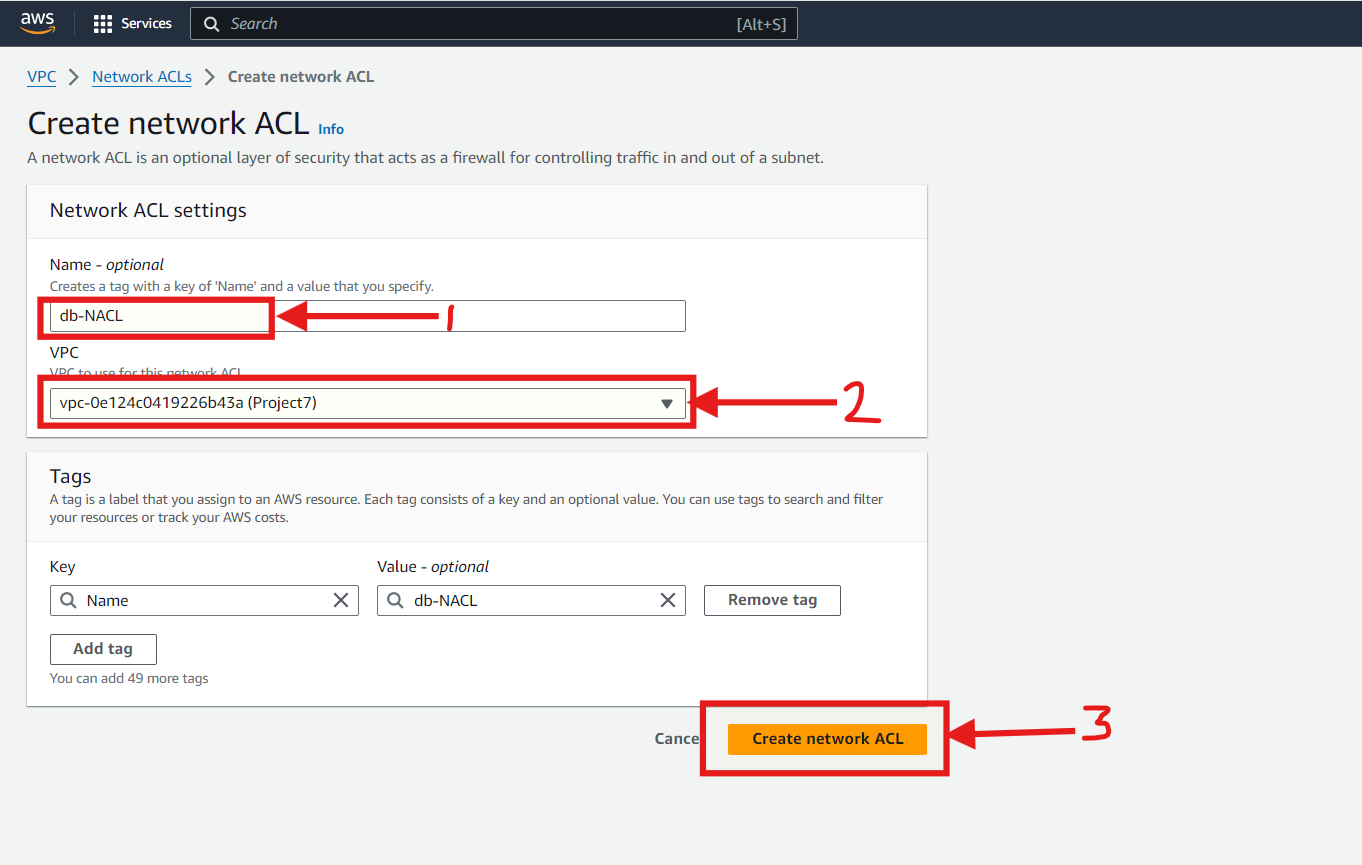 aws Services Search [Alt+S]
VPC > Network ACLs > Create network ACL
Create network ACL Info
A network ACL is an optional layer of security that acts as a firewall for controlling traffic in and out of a subnet.
Network ACL settings
Name - optional
Creates a tag with a key of 'Name' and a value that you specify.
db-NACL 1
VPC
VPC to use for this network ACL
vpc-0e124c0419226b43a (Project7) 2
Tags
A tag is a label that you assign to an AWS resource. Each tag consists of a key and an optional value. You can use tags to search and filter
your resources or track your AWS costs.
Key Value - optional
Name db-NACL Remove tag
Add tag
You can add 49 more tags
Cance Create network ACL 3